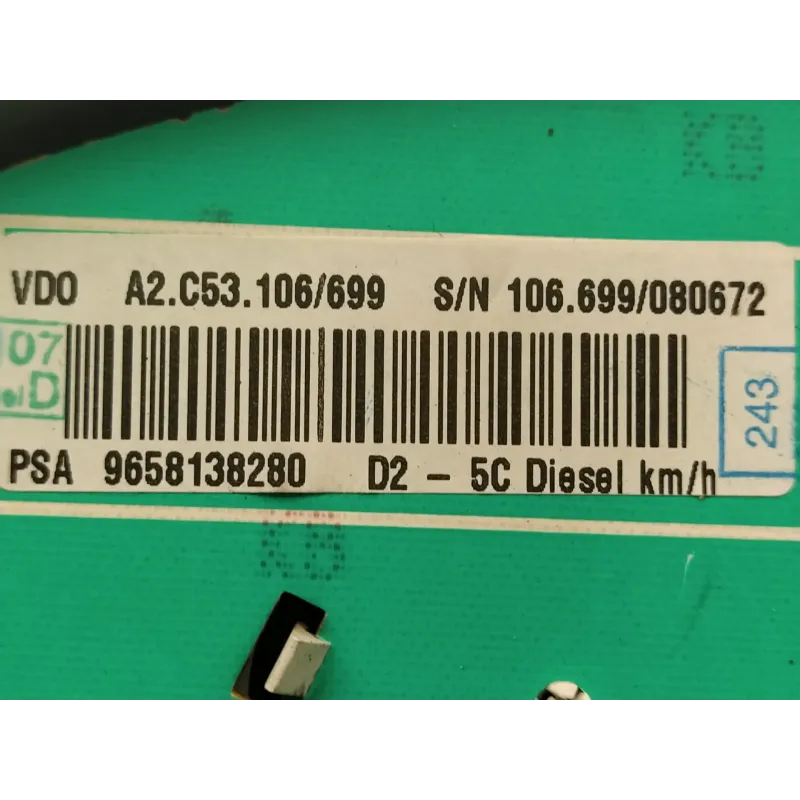 VDO A2.C53.106/699 S/N 106.699/080672
07
D
243
PSA 9658138280 D2 - 5C Diesel km/h